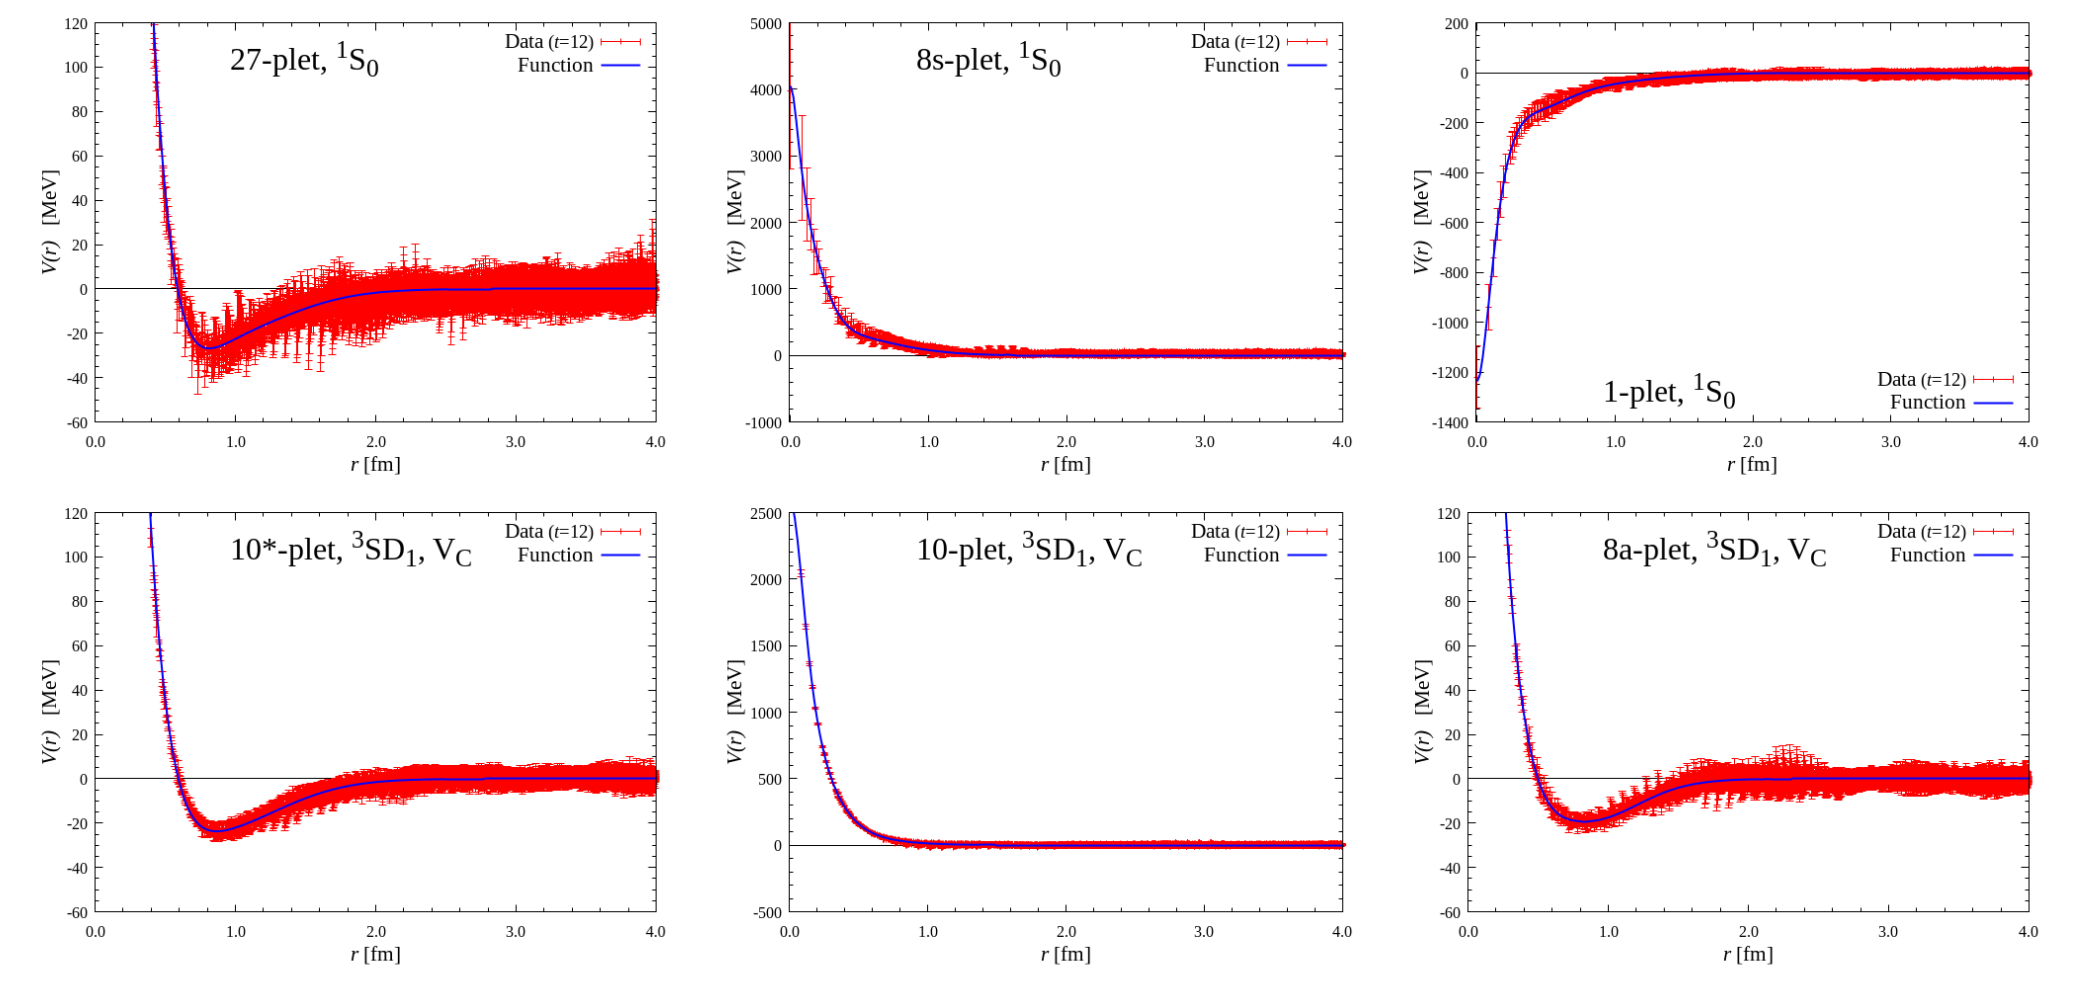 27-plet, ¹S₀
Data (t=12)
Function
V(r) [MeV]
120
100
80
60
40
20
0
-20
-40
-60
0.0 1.0 2.0 3.0 4.0
r [fm]
8s-plet, ¹S₀
Data (t=12)
Function
V(r) [MeV]
5000
4000
3000
2000
1000
0
-1000
0.0 1.0 2.0 3.0 4.0
r [fm]
1-plet, ¹S₀
Data (t=12)
Function
V(r) [MeV]
200
0
-200
-400
-600
-800
-1000
-1200
-1400
0.0 1.0 2.0 3.0 4.0
r [fm]
10*-plet, ³SD₁, V_C
Data (t=12)
Function
V(r) [MeV]
120
100
80
60
40
20
0
-20
-40
-60
0.0 1.0 2.0 3.0 4.0
r [fm]
10-plet, ³SD₁, V_C
Data (t=12)
Function
V(r) [MeV]
2500
2000
1500
1000
500
0
-500
0.0 1.0 2.0 3.0 4.0
r [fm]
8a-plet, ³SD₁, V_C
Data (t=12)
Function
V(r) [MeV]
120
100
80
60
40
20
0
-20
-40
-60
0.0 1.0 2.0 3.0 4.0
r [fm]